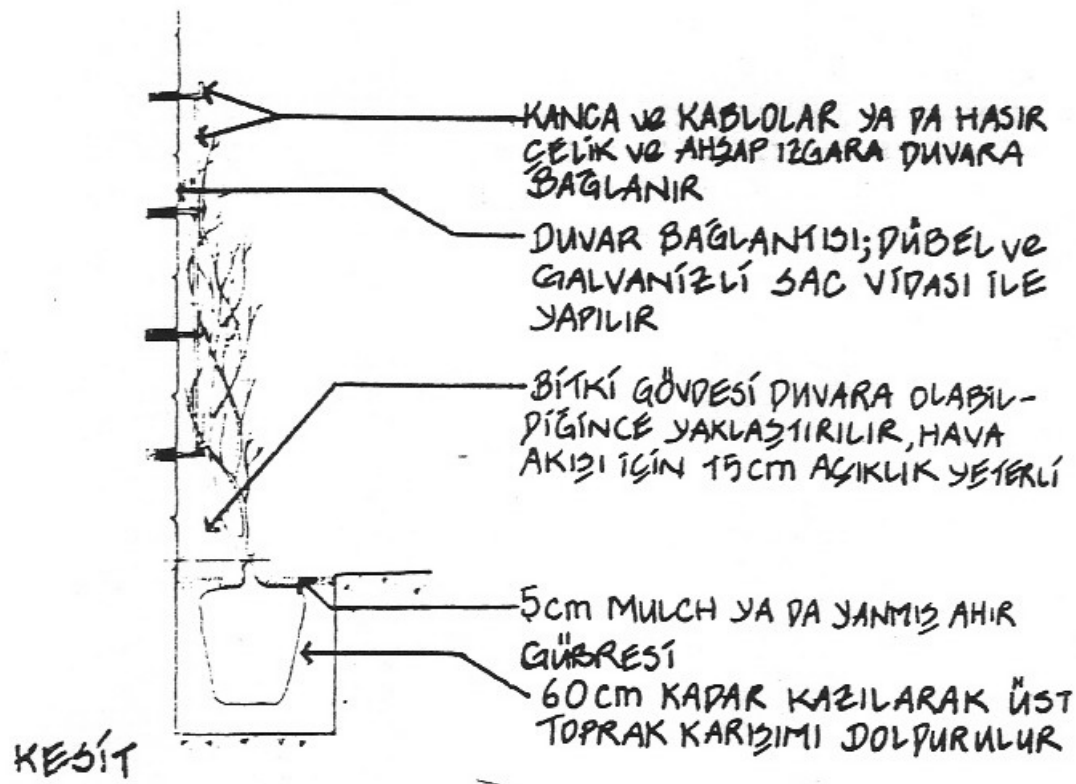 KANCA ve KABLOLAR YA DA HASIR
ÇELİK ve AHŞAP IZGARA DUVARA
BAĞLANIR
DUVAR BAĞLANTISI; DÜBEL ve
GALVANİZLİ SAC VİDASI İLE
YAPILIR
BİTKİ GÖVDESİ DUVARA OLABİL-
DİĞİNCE YAKLAŞTIRILIR, HAVA
AKIŞI İÇİN 15cm AÇIKLIK YETERLİ
5cm MULCH YA DA YANMIŞ AHIR
GÜBRESİ
60cm KADAR KAZILARAK ÜST
TOPRAK KARIŞIMI DOLDURULUR
KESİT